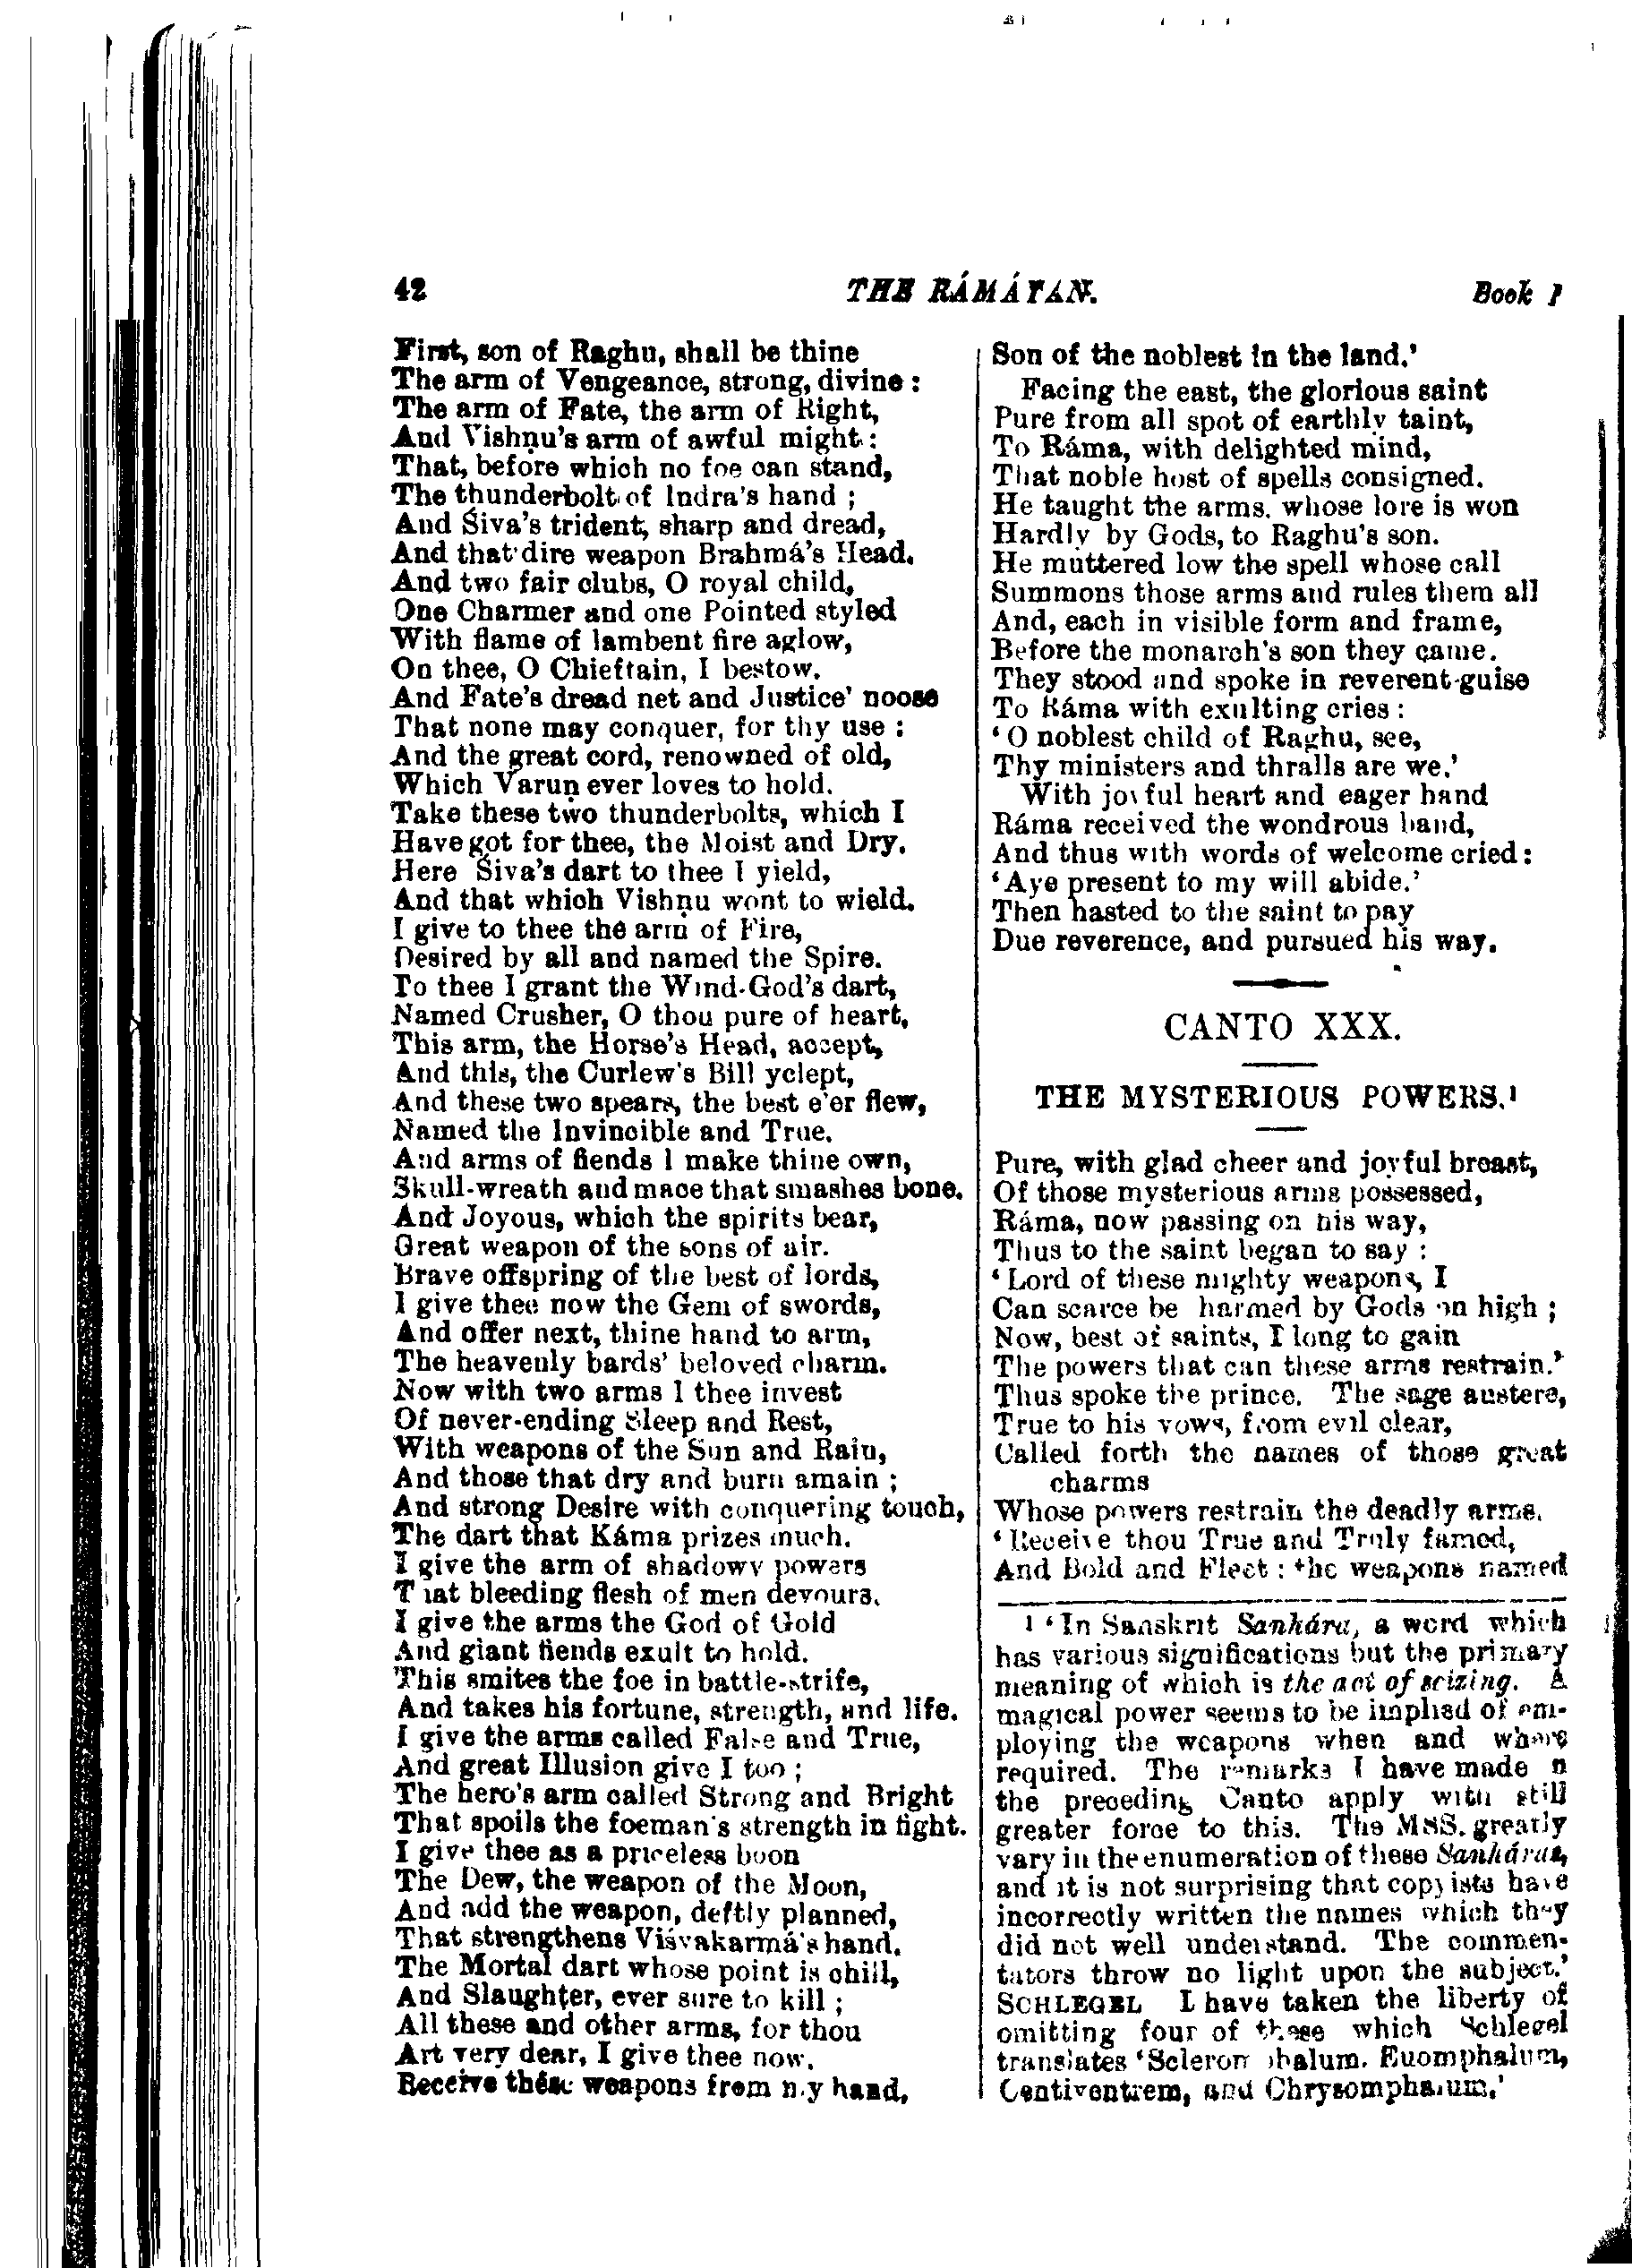 42 THE RÁMÁYAN. Book I
First, son of Raghu, shall be thine
The arm of Vengeance, strong, divine:
The arm of Fate, the arm of Right,
And Vishṇu's arm of awful might:
That, before which no foe can stand,
The thunderbolt of Indra's hand;
And Śiva's trident, sharp and dread,
And that dire weapon Brahmá's Head.
And two fair clubs, O royal child,
One Charmer and one Pointed styled
With flame of lambent fire aglow,
On thee, O Chieftain, I bestow.
And Fate's dread net and Justice' noose
That none may conquer, for thy use:
And the great cord, renowned of old,
Which Varuṇ ever loves to hold.
Take these two thunderbolts, which I
Have got for thee, the Moist and Dry.
Here Śiva's dart to thee I yield,
And that which Vishṇu wont to wield.
I give to thee the arm of Fire,
Desired by all and named the Spire.
To thee I grant the Wind-God's dart,
Named Crusher, O thou pure of heart,
This arm, the Horse's Head, accept,
And this, the Curlew's Bill yclept,
And these two spears, the best e'er flew,
Named the Invincible and True.
And arms of fiends I make thine own,
Skull-wreath and mace that smashes bone.
And Joyous, which the spirits bear,
Great weapon of the sons of air.
Brave offspring of the best of lords,
I give thee now the Gem of swords,
And offer next, thine hand to arm,
The heavenly bards' beloved charm.
Now with two arms I thee invest
Of never-ending Sleep and Rest,
With weapons of the Sun and Rain,
And those that dry and burn amain;
And strong Desire with conquering touch,
The dart that Káma prizes much.
I give the arm of shadowy powers
That bleeding flesh of men devours.
I give the arms the God of Gold
And giant fiends exult to hold.
This smites the foe in battle-strife,
And takes his fortune, strength, and life.
I give the arms called False and True,
And great Illusion give I too;
The hero's arm called Strong and Bright
That spoils the foeman's strength in fight.
I give thee as a priceless boon
The Dew, the weapon of the Moon,
And add the weapon, deftly planned,
That strengthens Viśvakarmá's hand.
The Mortal dart whose point is chill,
And Slaughter, ever sure to kill;
All these and other arms, for thou
Art very dear, I give thee now.
Receive these weapons from my hand,
Son of the noblest in the land.'
Facing the east, the glorious saint
Pure from all spot of earthly taint,
To Ráma, with delighted mind,
That noble host of spells consigned.
He taught the arms, whose lore is won
Hardly by Gods, to Raghu's son.
He muttered low the spell whose call
Summons those arms and rules them all
And, each in visible form and frame,
Before the monarch's son they came.
They stood and spoke in reverent guise
To Ráma with exulting cries:
'O noblest child of Raghu, see,
Thy ministers and thralls are we.'
With joyful heart and eager hand
Ráma received the wondrous band,
And thus with words of welcome cried:
'Aye present to my will abide.'
Then hasted to the saint to pay
Due reverence, and pursued his way.
CANTO XXX.
THE MYSTERIOUS POWERS.¹
Pure, with glad cheer and joyful breast,
Of those mysterious arms possessed,
Ráma, now passing on his way,
Thus to the saint began to say:
'Lord of these mighty weapons, I
Can scarce be harmed by Gods on high;
Now, best of saints, I long to gain
The powers that can these arms restrain.'
Thus spoke the prince. The sage austere,
True to his vows, from evil clear,
Called forth the names of those great
charms
Whose powers restrain the deadly arms.
'Receive thou True and Truly famed,
And Bold and Fleet: the weapons named
1 'In Sanskrit Sankára, a word which
has various significations but the primary
meaning of which is the act of seizing. A
magical power seems to be implied of em-
ploying the weapons when and where
required. The remarks I have made n
the preceding Canto apply with still
greater force to this. The MSS. greatly
vary in the enumeration of these Sankáras,
and it is not surprising that copyists have
incorrectly written the names which they
did not well understand. The commen-
tators throw no light upon the subject.'
SCHLEGEL I have taken the liberty of
omitting four of these which Schlegel
translates 'Scleromphalum. Euomphalum,
Centiventrem, and Chrysomphalum.'